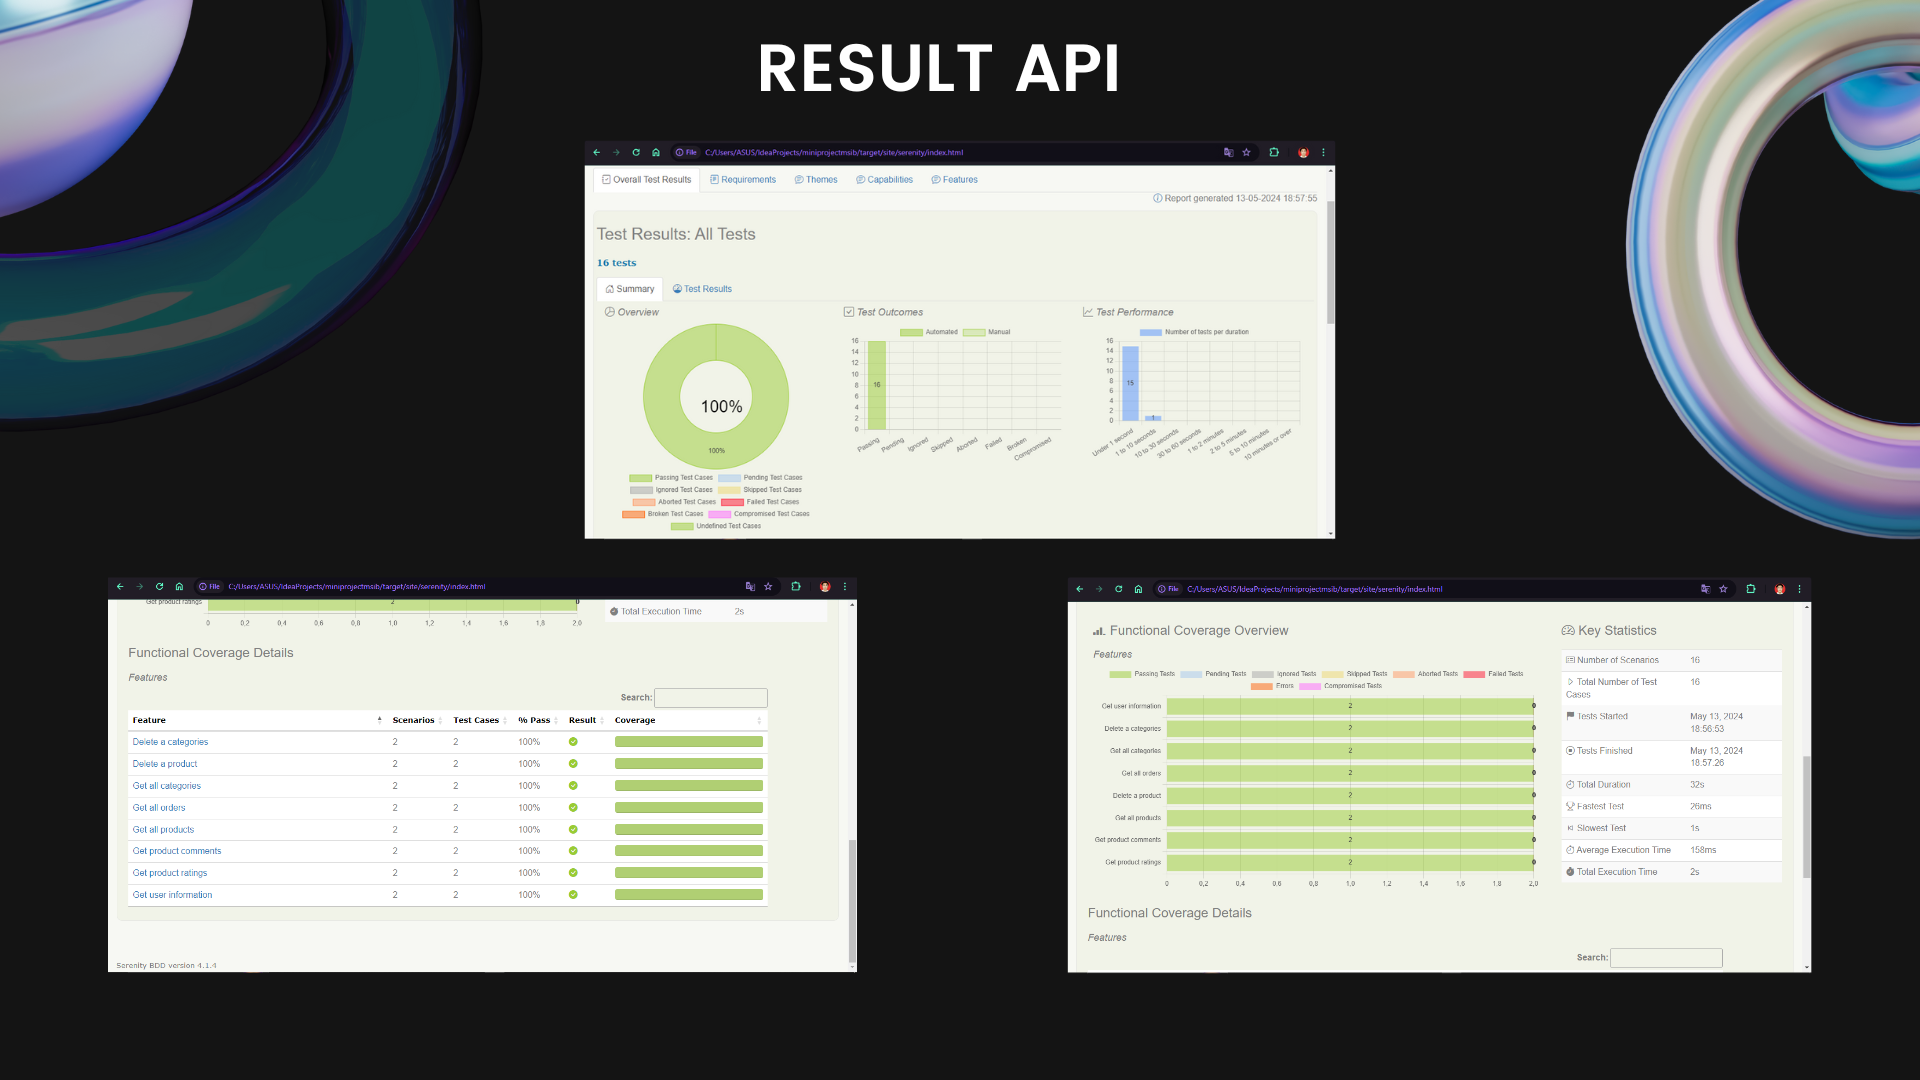 RESULT API
File C:/Users/ASUS/IdeaProjects/miniprojectmsib/target/site/serenity/index.html
Overall Test Results Requirements Themes Capabilities Features
Report generated 13-05-2024 18:57:55
Test Results: All Tests
16 tests
Summary Test Results
Overview
100%
100%
Passing Test Cases Pending Test Cases
Ignored Test Cases Skipped Test Cases
Aborted Test Cases Failed Test Cases
Broken Test Cases Compromised Test Cases
Undefined Test Cases
Test Outcomes
Automated Manual
16
14
12
10
8
6
4
2
0
16
Passing Pending Ignored Skipped Aborted Failed Broken Compromised
Test Performance
Number of tests per duration
16
14
12
10
8
6
4
2
0
15
1
Under 1 second 1 to 10 seconds 10 to 30 seconds 30 to 60 seconds 1 to 2 minutes 2 to 5 minutes 5 to 10 minutes 10 minutes or over
File C:/Users/ASUS/IdeaProjects/miniprojectmsib/target/site/serenity/index.html
Get product ratings 2 0
0 0,2 0,4 0,6 0,8 1,0 1,2 1,4 1,6 1,8 2,0
Total Execution Time 2s
Functional Coverage Details
Features
Search:
Feature Scenarios Test Cases % Pass Result Coverage
Delete a categories 2 2 100%
Delete a product 2 2 100%
Get all categories 2 2 100%
Get all orders 2 2 100%
Get all products 2 2 100%
Get product comments 2 2 100%
Get product ratings 2 2 100%
Get user information 2 2 100%
Serenity BDD version 4.1.4
File C:/Users/ASUS/IdeaProjects/miniprojectmsib/target/site/serenity/index.html
Functional Coverage Overview
Features
Passing Tests Pending Tests Ignored Tests Skipped Tests Aborted Tests Failed Tests
Errors Compromised Tests
Get user information 2 0
Delete a categories 2 0
Get all categories 2 0
Get all orders 2 0
Delete a product 2 0
Get all products 2 0
Get product comments 2 0
Get product ratings 2 0
0 0,2 0,4 0,6 0,8 1,0 1,2 1,4 1,6 1,8 2,0
Key Statistics
Number of Scenarios 16
Total Number of Test Cases 16
Tests Started May 13, 2024
18:56:53
Tests Finished May 13, 2024
18:57:26
Total Duration 32s
Fastest Test 26ms
Slowest Test 1s
Average Execution Time 158ms
Total Execution Time 2s
Functional Coverage Details
Features
Search: